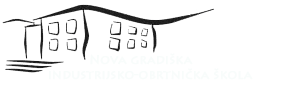 NOVA GRADIŠKA
INDUSTRIJSKO-OBRTNIČKA ŠKOLA